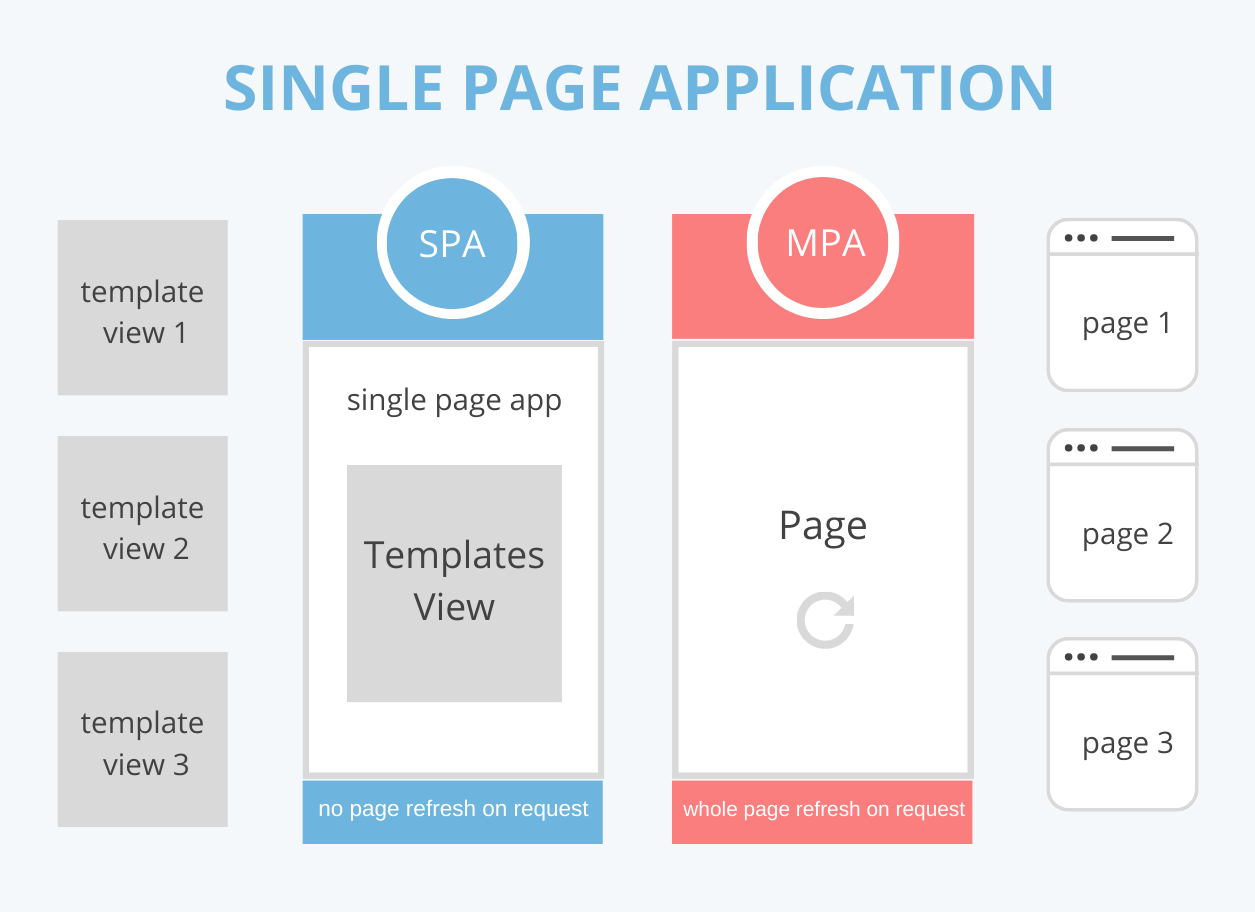 SINGLE PAGE APPLICATION
template
view 1
template
view 2
template
view 3
SPA
single page app
Templates
View
no page refresh on request
MPA
Page
whole page refresh on request
page 1
page 2
page 3